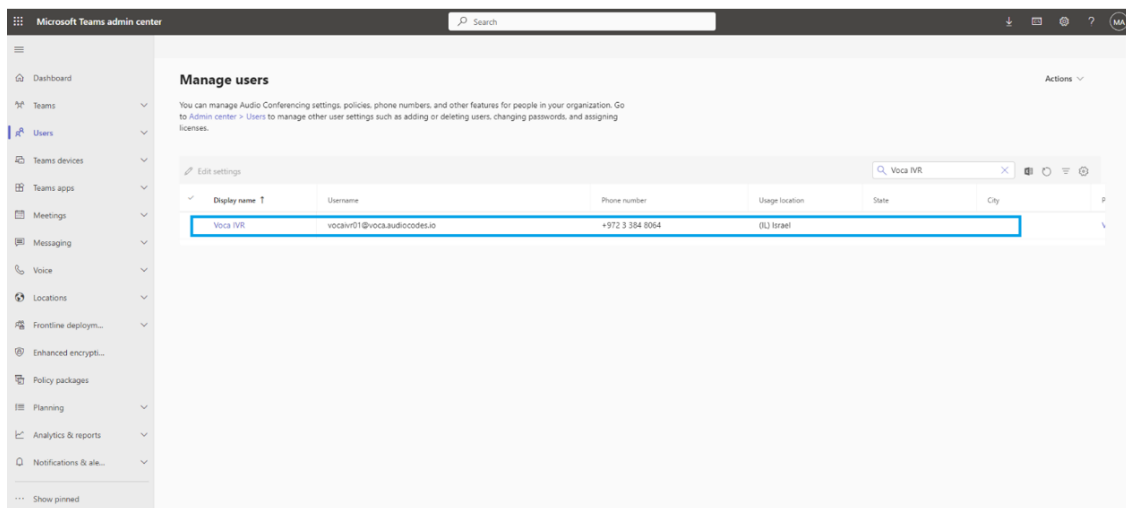 Microsoft Teams admin center
Search
MA
Dashboard
Teams
Users
Teams devices
Teams apps
Meetings
Messaging
Voice
Locations
Frontline deploym...
Enhanced encrypti...
Policy packages
Planning
Analytics & reports
Notifications & ale...
Show pinned
Manage users
Actions
You can manage Audio Conferencing settings, policies, phone numbers, and other features for people in your organization. Go
to Admin center > Users to manage other user settings such as adding or deleting users, changing passwords, and assigning
licenses.
Edit settings
Voca IVR
Display name ↑ Username Phone number Usage location State City P
Voca IVR vocaivr01@voca.audiocodes.io +972 3 384 8064 (IL) Israel V